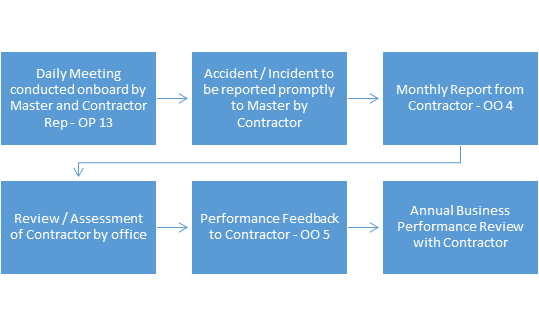 Daily Meeting
conducted onboard by
Master and Contractor
Rep - OP 13
Accident / Incident to
be reported promptly
to Master by
Contractor
Monthly Report from
Contractor - OO 4
Review / Assessment
of Contractor by office
Performance Feedback
to Contractor - OO 5
Annual Business
Performance Review
with Contractor